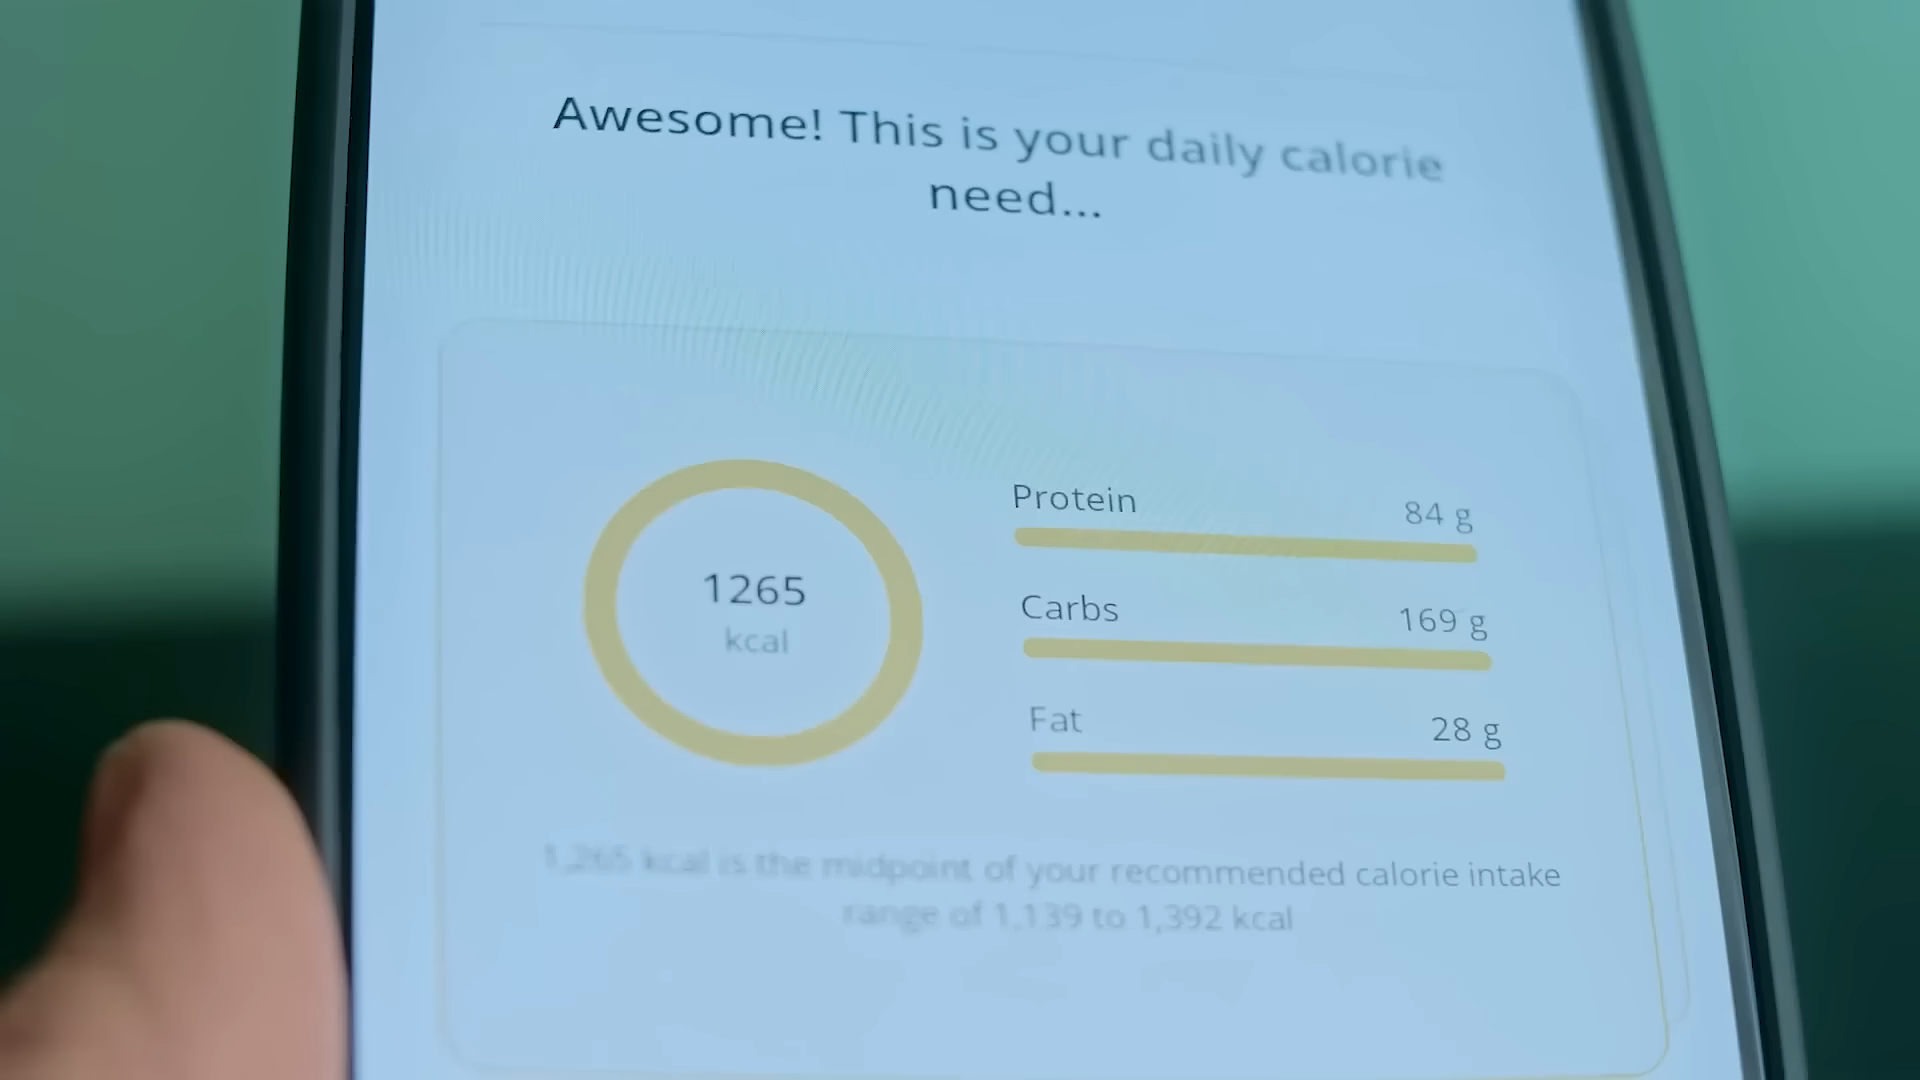 Awesome! This is your daily calorie
need...
Protein 84 g
1265
kcal
Carbs 169 g
Fat 28 g
1,265 kcal is the midpoint of your recommended calorie intake
range of 1,139 to 1,392 kcal